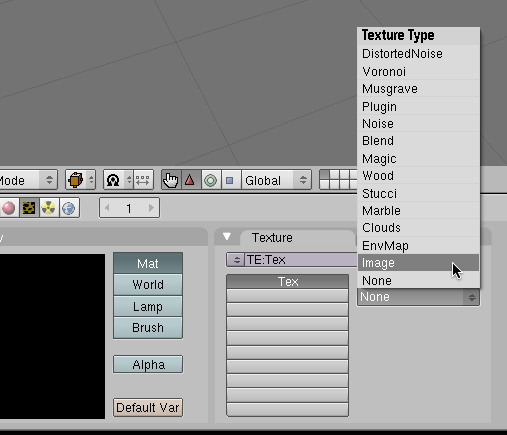 Texture Type
DistortedNoise
Voronoi
Musgrave
Plugin
Noise
Blend
Magic
Wood
Stucci
Marble
Clouds
EnvMap
Image
None
None
Mode
Global
1
Texture
TE:Tex
Tex
Mat
World
Lamp
Brush
Alpha
Default Var